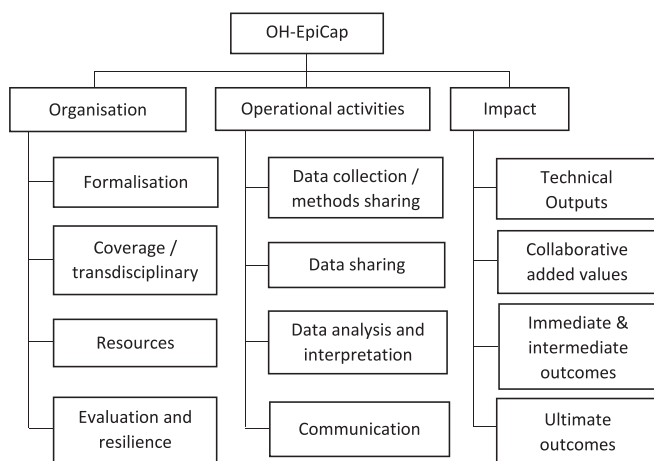 OH-EpiCap
Organisation
Operational activities
Impact
Formalisation
Coverage /
transdisciplinary
Resources
Evaluation and
resilience
Data collection /
methods sharing
Data sharing
Data analysis and
interpretation
Communication
Technical
Outputs
Collaborative
added values
Immediate &
intermediate
outcomes
Ultimate
outcomes